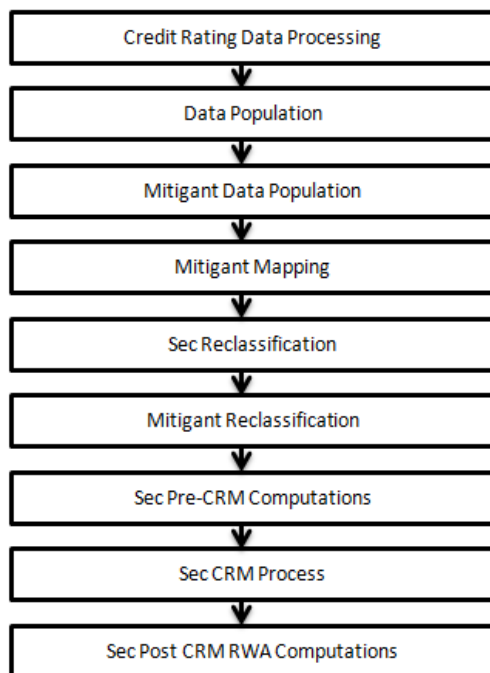 Credit Rating Data Processing
Data Population
Mitigant Data Population
Mitigant Mapping
Sec Reclassification
Mitigant Reclassification
Sec Pre-CRM Computations
Sec CRM Process
Sec Post CRM RWA Computations